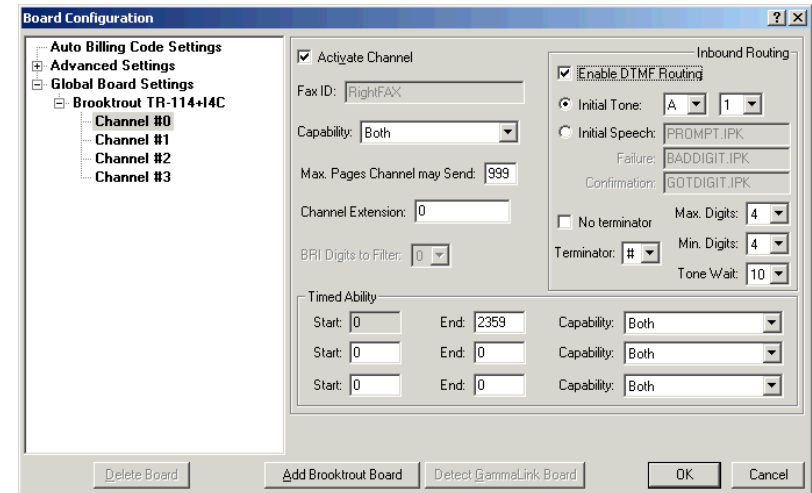 Board Configuration
Auto Billing Code Settings
Advanced Settings
Global Board Settings
Brooktrout TR-114+I4C
Channel #0
Channel #1
Channel #2
Channel #3
Activate Channel
Fax ID: RightFAX
Capability: Both
Max. Pages Channel may Send: 999
Channel Extension: 0
BRI Digits to Filter: 0
Inbound Routing
Enable DTMF Routing
Initial Tone: A 1
Initial Speech: PROMPT.IPK
Failure: BADDIGIT.IPK
Confirmation: GOTDIGIT.IPK
No terminator
Max. Digits: 4
Terminator: #
Min. Digits: 4
Tone Wait: 10
Timed Ability
Start: 0 End: 2359 Capability: Both
Start: 0 End: 0 Capability: Both
Start: 0 End: 0 Capability: Both
Delete Board
Add Brooktrout Board
Detect GammaLink Board
OK
Cancel